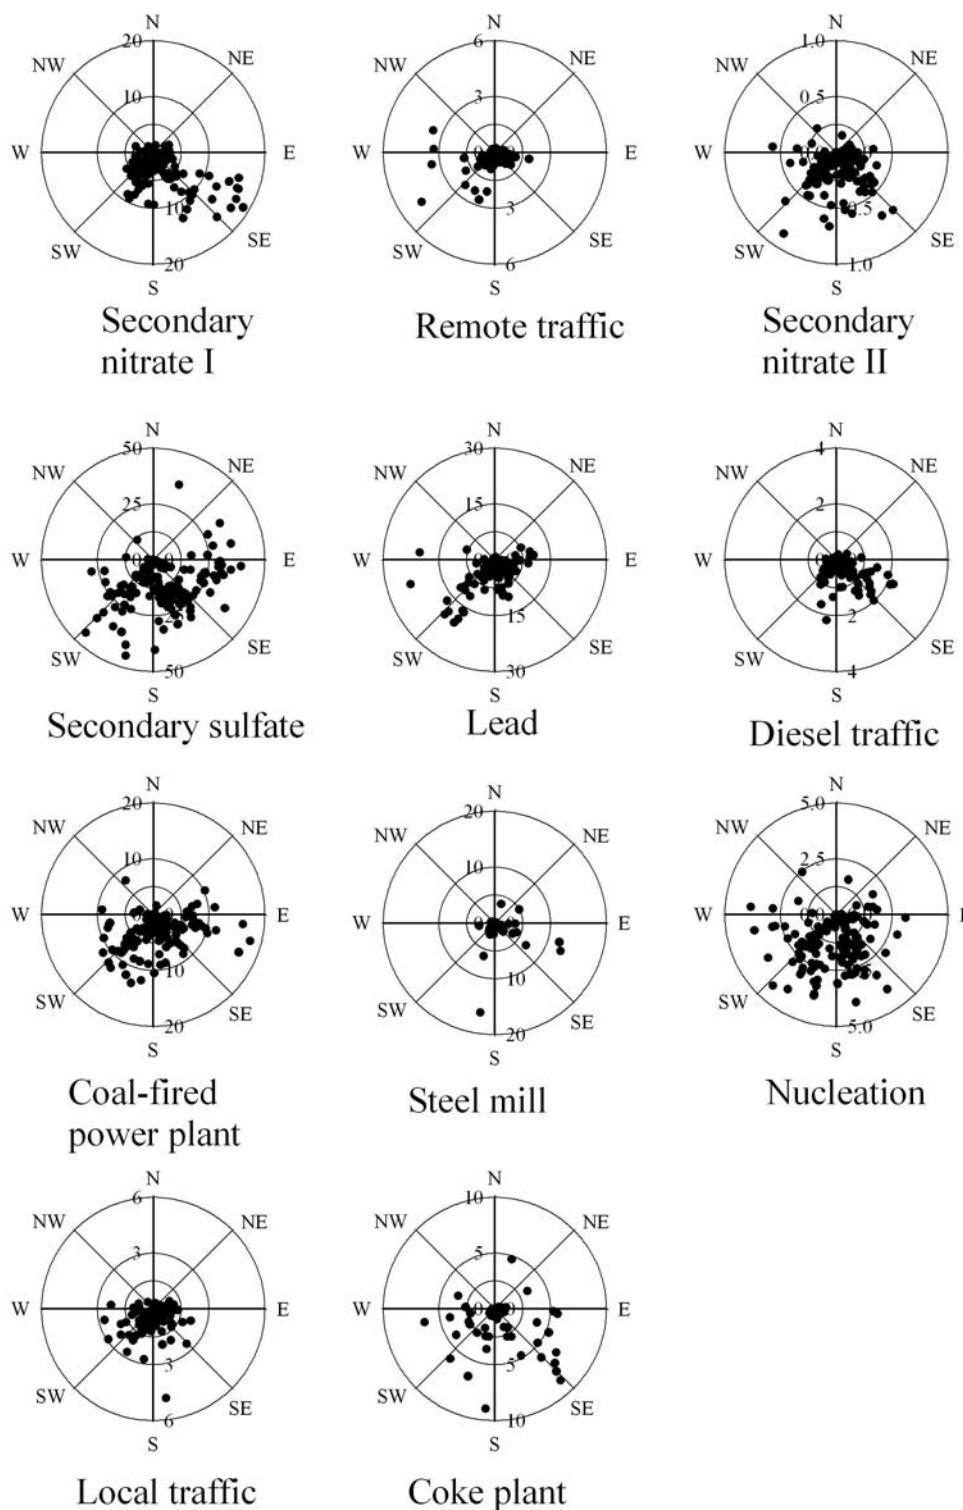 N N N
20 6 1.0
NW NE NW NE NW NE
10 3 0.5
W E W E W E
10 3 0.5
SW SE SW SE SW SE
20 6 1.0
S S S
Secondary Remote traffic Secondary
nitrate I nitrate II
N N N
50 30 4
NW NE NW NE NW NE
25 15 2
W 0 E W 0 E W 0 E
15 2
SW SE SW SE SW SE
50 30 4
S S S
Secondary sulfate Lead Diesel traffic
N N N
20 20 5.0
NW NE NW NE NW NE
10 10 2.5
W 0 E W 0 E W E
10 10
SW SE SW SE SW SE
20 20 5.0
S S S
Coal-fired Steel mill Nucleation
power plant
N N
6 10
NW NE NW NE
3 5
W E W 0 E
3 5
SW SE SW SE
6 10
S S
Local traffic Coke plant